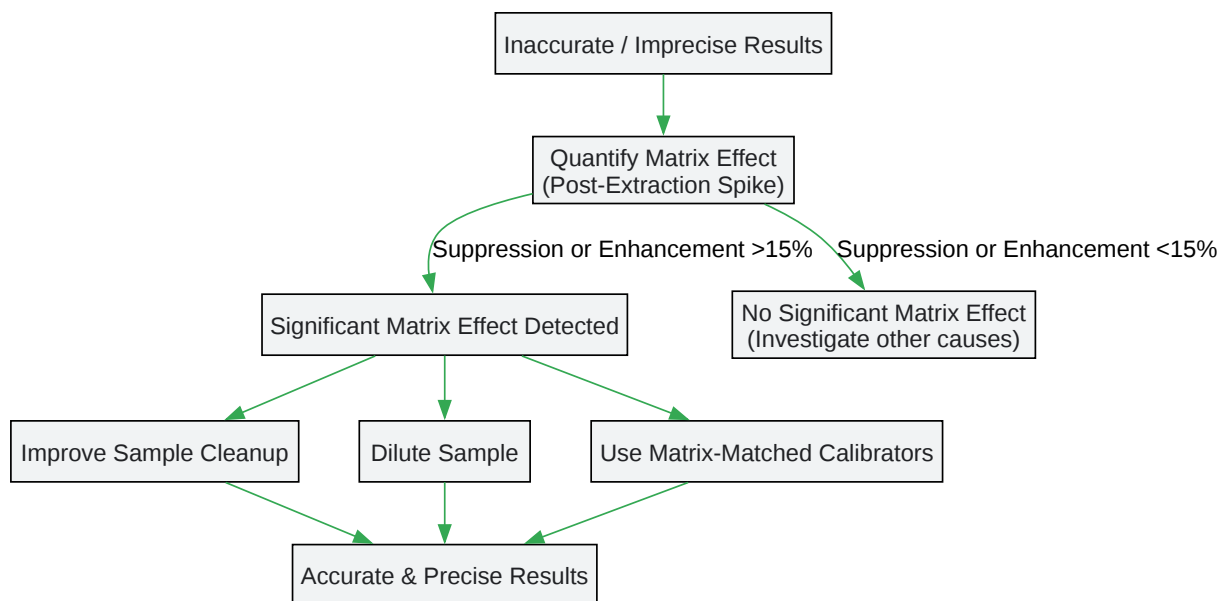 Inaccurate / Imprecise Results
Quantify Matrix Effect
(Post-Extraction Spike)
Suppression or Enhancement >15%
Suppression or Enhancement <15%
Significant Matrix Effect Detected
No Significant Matrix Effect
(Investigate other causes)
Improve Sample Cleanup
Dilute Sample
Use Matrix-Matched Calibrators
Accurate & Precise Results